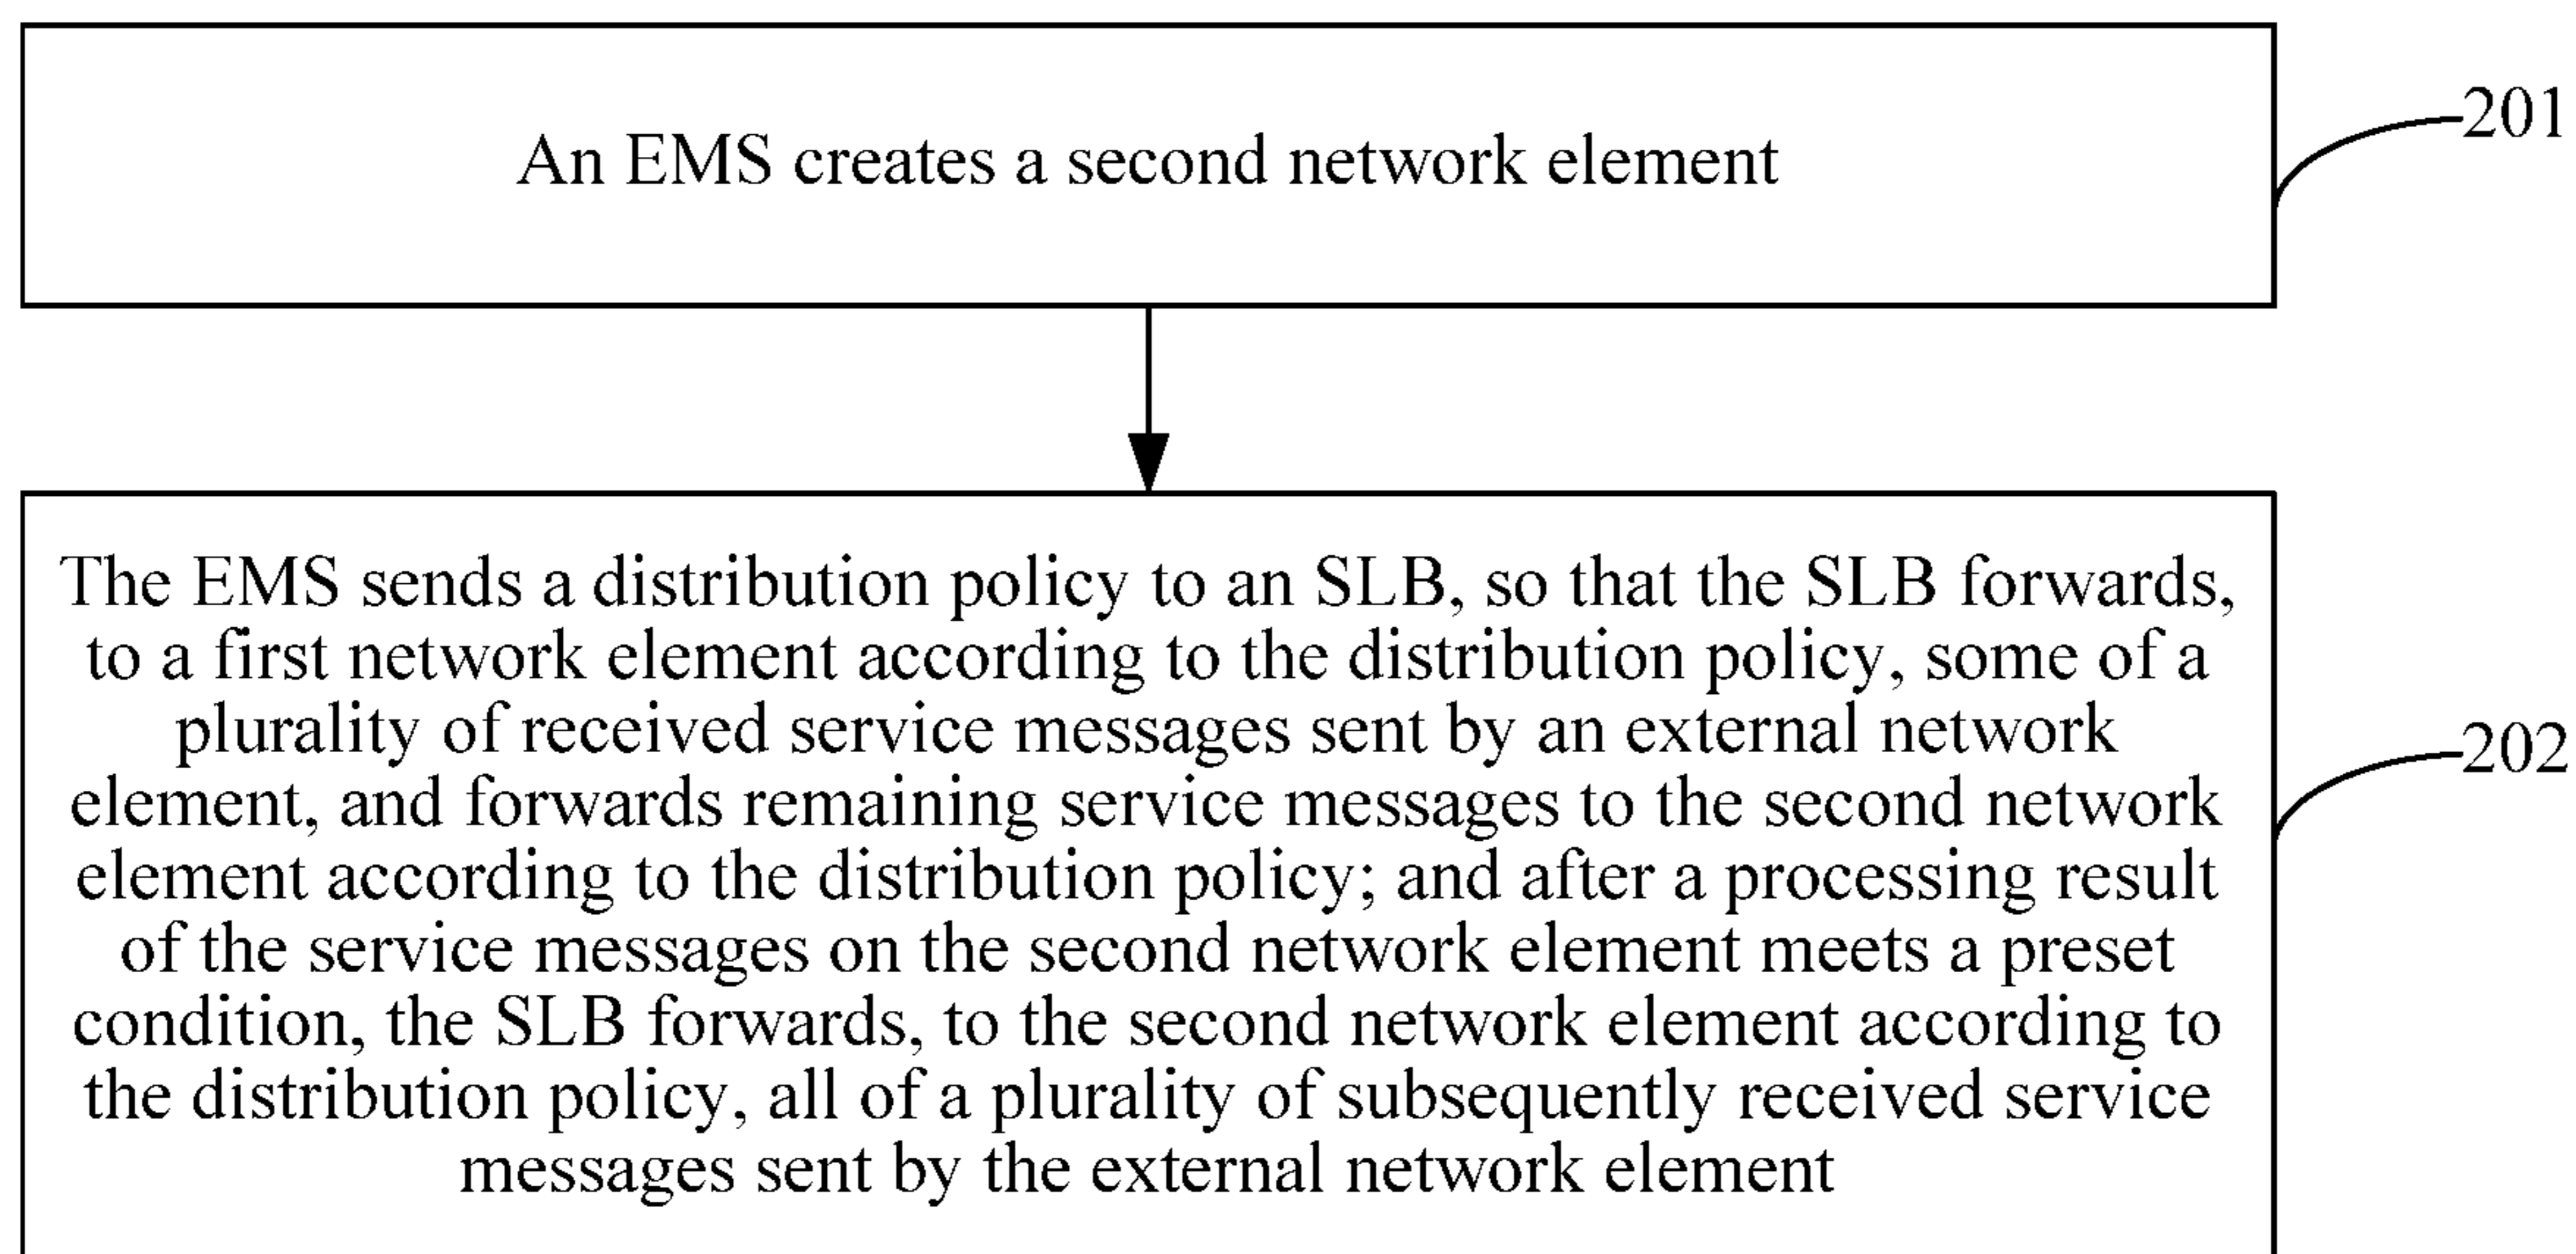 An EMS creates a second network element
201
The EMS sends a distribution policy to an SLB, so that the SLB forwards,
to a first network element according to the distribution policy, some of a
plurality of received service messages sent by an external network
element, and forwards remaining service messages to the second network
element according to the distribution policy; and after a processing result
of the service messages on the second network element meets a preset
condition, the SLB forwards, to the second network element according to
the distribution policy, all of a plurality of subsequently received service
messages sent by the external network element
202